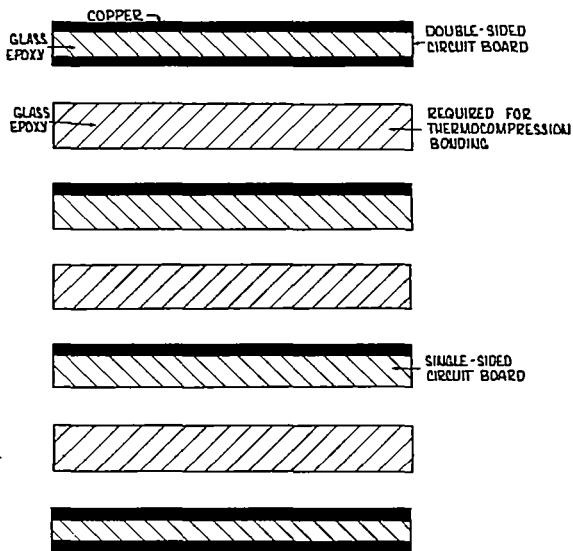 COPPER
GLASS
EPOXY
DOUBLE-SIDED
CIRCUIT BOARD
GLASS
EPOXY
REQUIRED FOR
THERMOCOMPRESSION
BONDING
SINGLE-SIDED
CIRCUIT BOARD